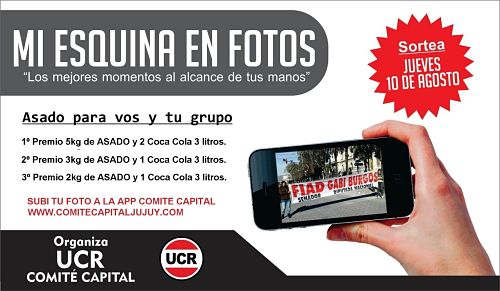 MI ESQUINA EN FOTOS
"Los mejores momentos al alcance de tus manos"
Sortea
JUEVES
10 DE AGOSTO
Asado para vos y tu grupo
1º Premio 5kg de ASADO y 2 Coca Cola 3 litros.
2º Premio 3kg de ASADO y 1 Coca Cola 3 litros.
3º Premio 2kg de ASADO y 1 Coca Cola 3 litros.
SUBI TU FOTO A LA APP COMITE CAPITAL
WWW.COMITECAPITALJUJUY.COM
FIAD GABI BURGOS
SENADOR DIPUTADO NACIONAL
Organiza
UCR
COMITÉ CAPITAL
UCR